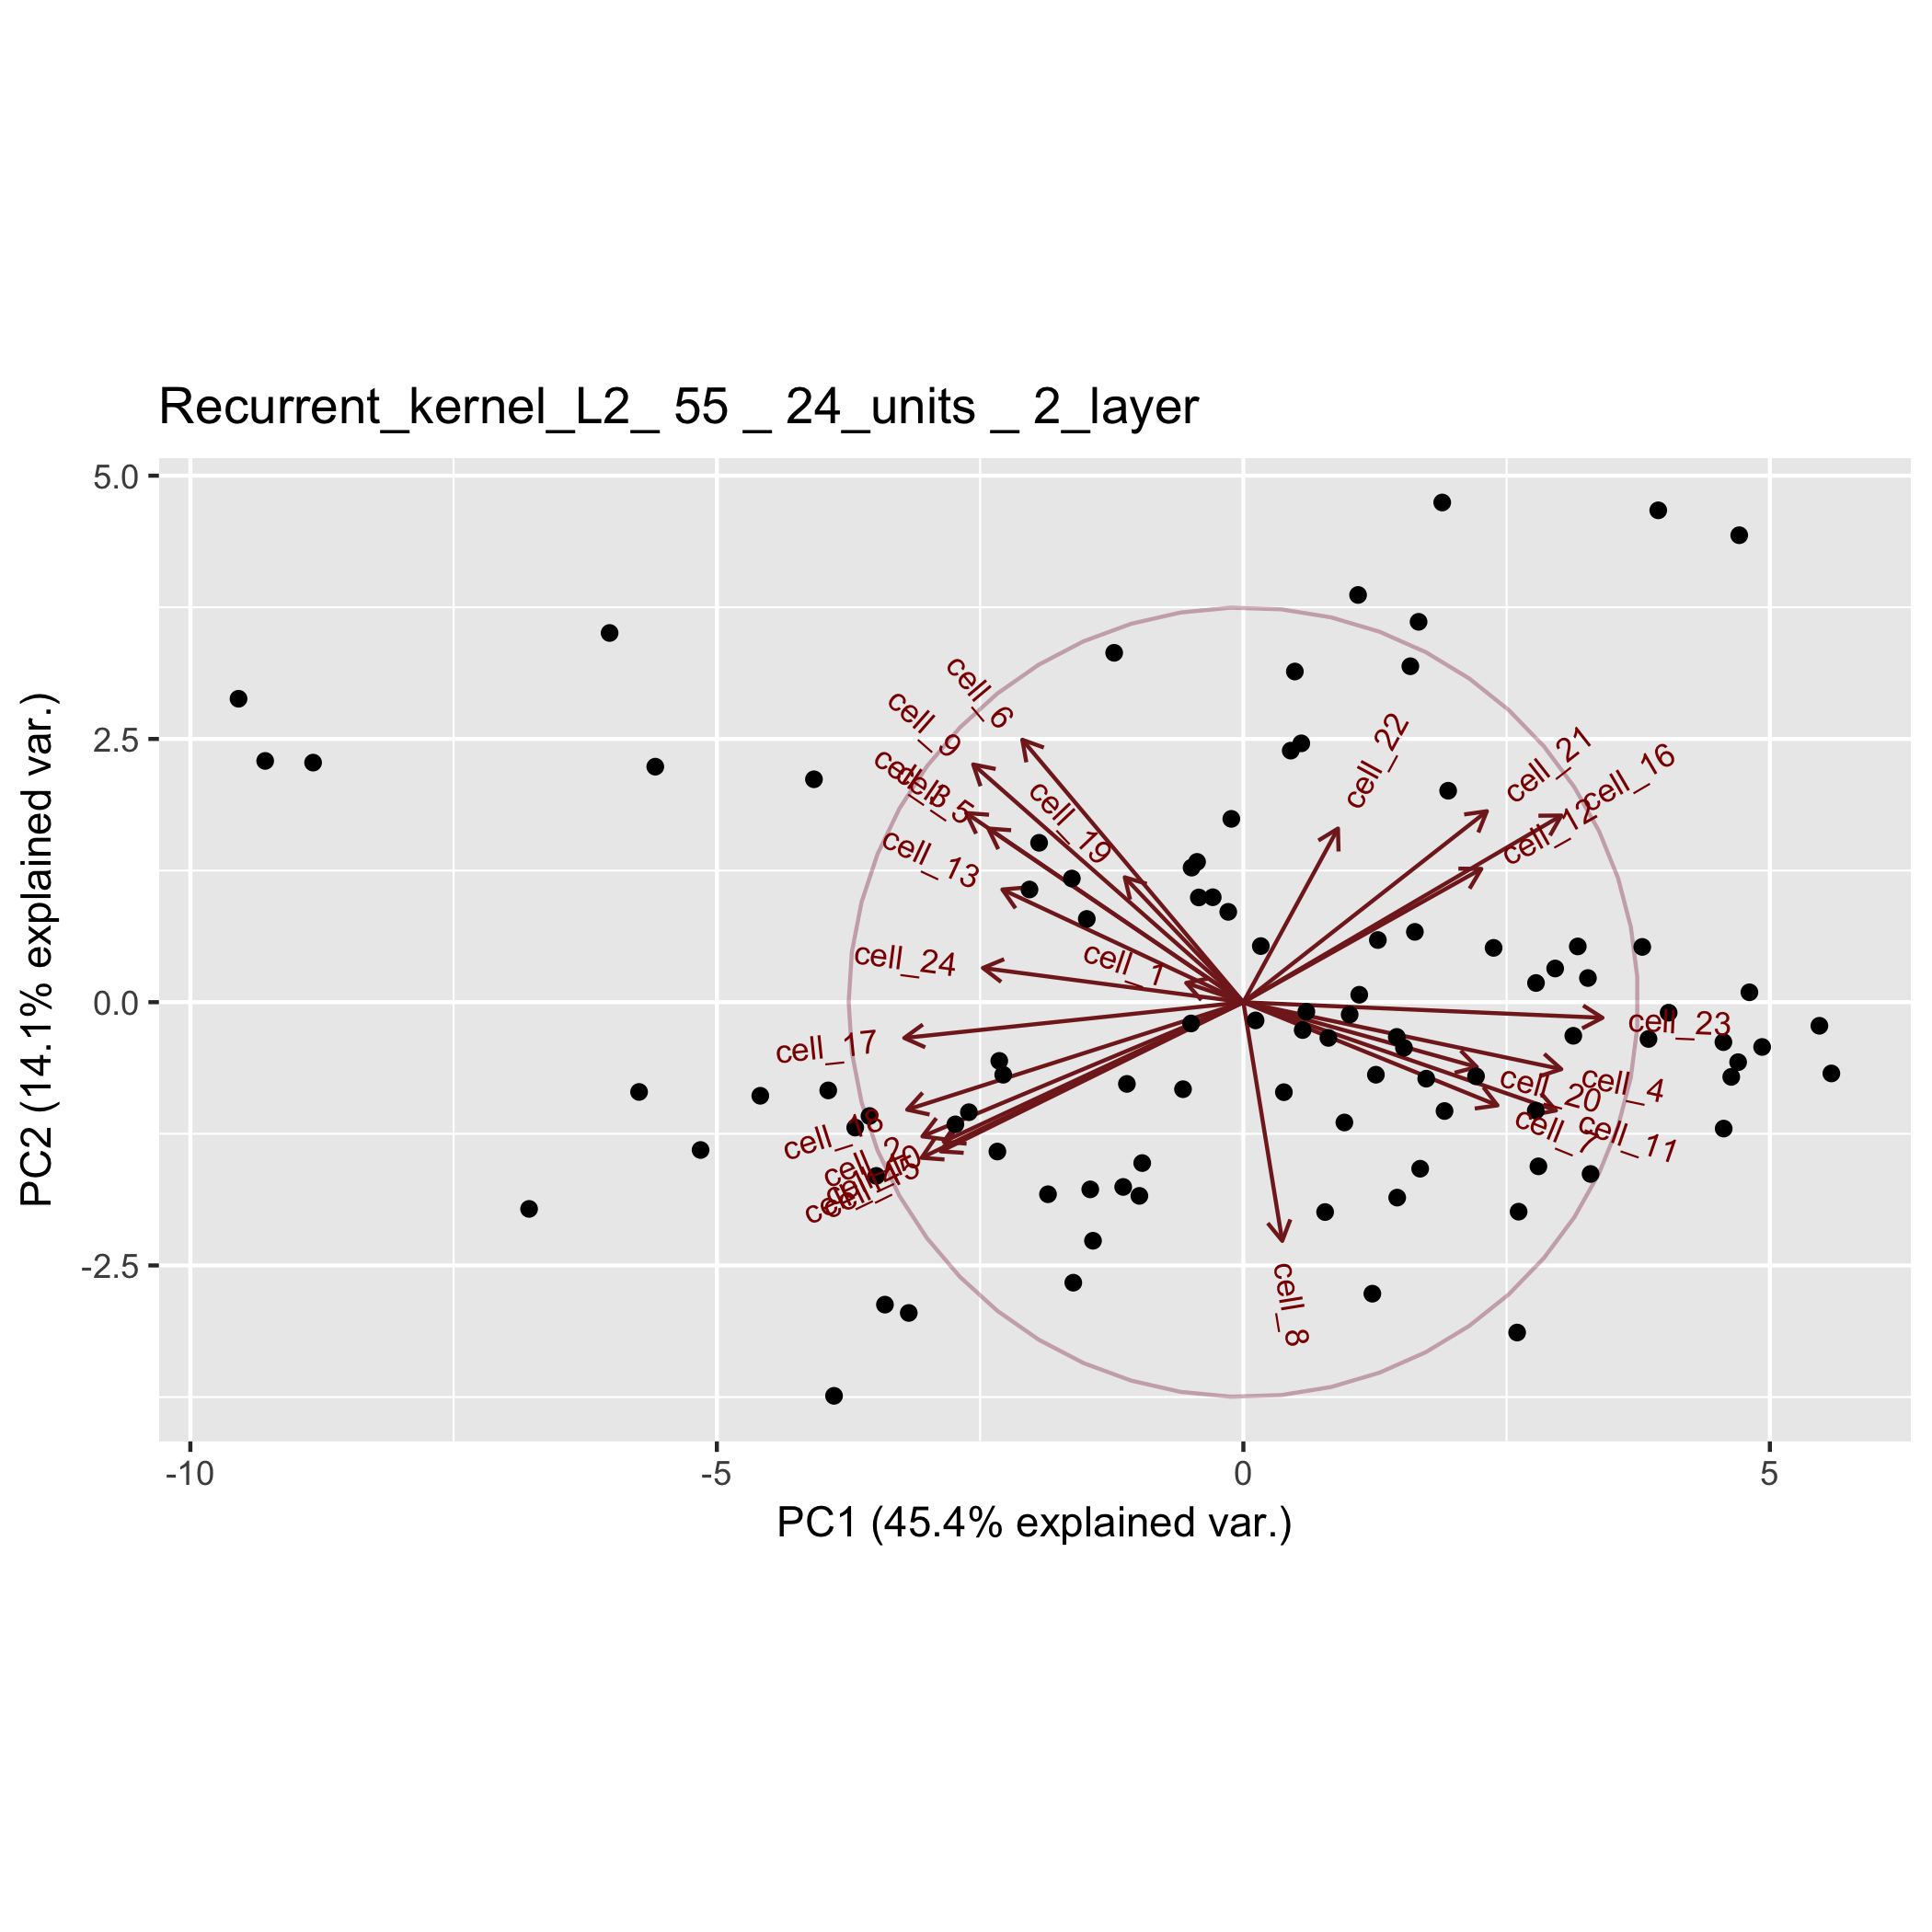 Recurrent_kernel_L2_ 55 _ 24_units _ 2_layer
PC2 (14.1% explained var.)
5.0
2.5
0.0
-2.5
cell_6
cell_9
cell_5
cell_13
cell_19
cell_22
cell_21
cell_16
cell_12
cell_24
cell_1
cell_17
cell_23
cell_4
cell_20
cell_7
cell_11
cell_8
-10
-5
0
5
PC1 (45.4% explained var.)